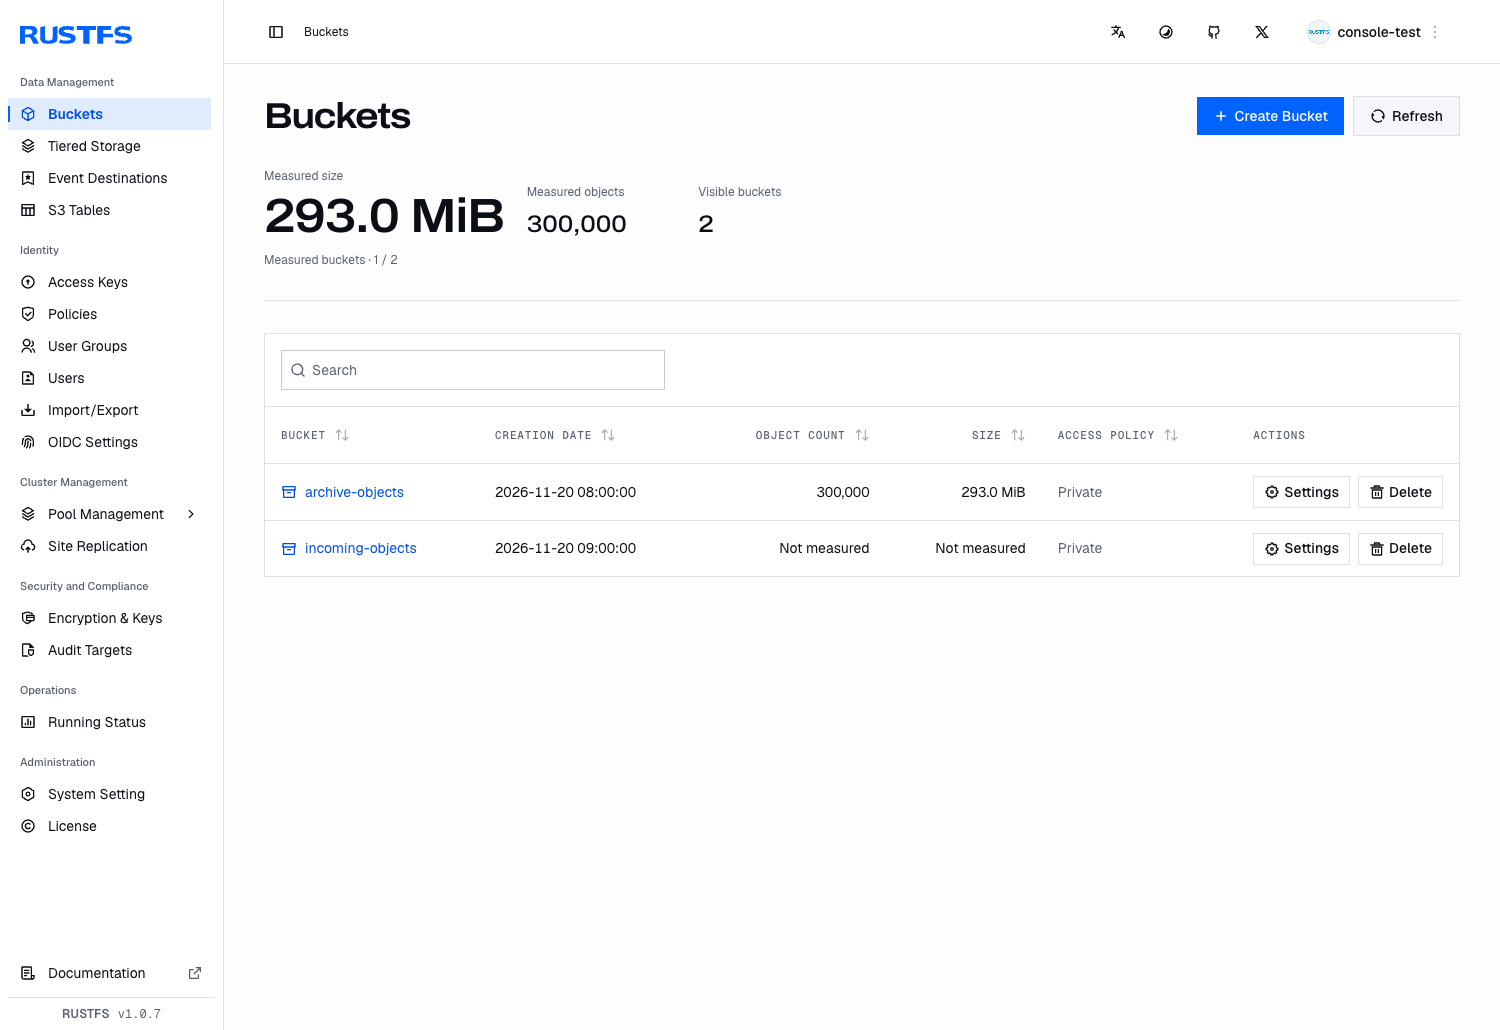 RUSTFS
Data Management
Buckets
Tiered Storage
Event Destinations
S3 Tables
Identity
Access Keys
Policies
User Groups
Users
Import/Export
OIDC Settings
Cluster Management
Pool Management
Site Replication
Security and Compliance
Encryption & Keys
Audit Targets
Operations
Running Status
Administration
System Setting
License
Documentation
RUSTFS v1.0.7
Buckets
RUSTFS console-test
Buckets
Create Bucket Refresh
Measured size
293.0 MiB
Measured buckets · 1 / 2
Measured objects
300,000
Visible buckets
2
Search
BUCKET CREATION DATE OBJECT COUNT SIZE ACCESS POLICY ACTIONS
archive-objects 2026-11-20 08:00:00 300,000 293.0 MiB Private Settings Delete
incoming-objects 2026-11-20 09:00:00 Not measured Not measured Private Settings Delete